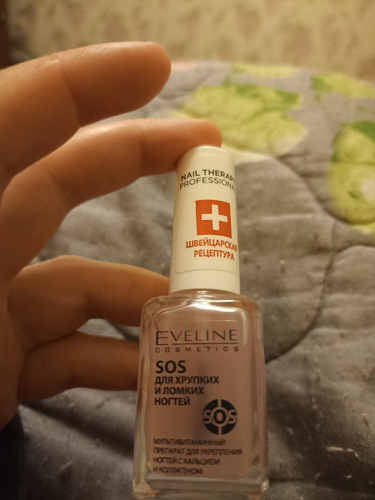 NAIL THERAPY
PROFESSIONAL
ШВЕЙЦАРСКАЯ
РЕЦЕПТУРА
EVELINE
COSMETICS
SOS
ДЛЯ ХРУПКИХ
И ЛОМКИХ
НОГТЕЙ
SOS
МУЛЬТИВИТАМИННЫЙ
ПРЕПАРАТ ДЛЯ УКРЕПЛЕНИЯ
НОГТЕЙ С КАЛЬЦИЕМ
И КОЛЛАГЕНОМ